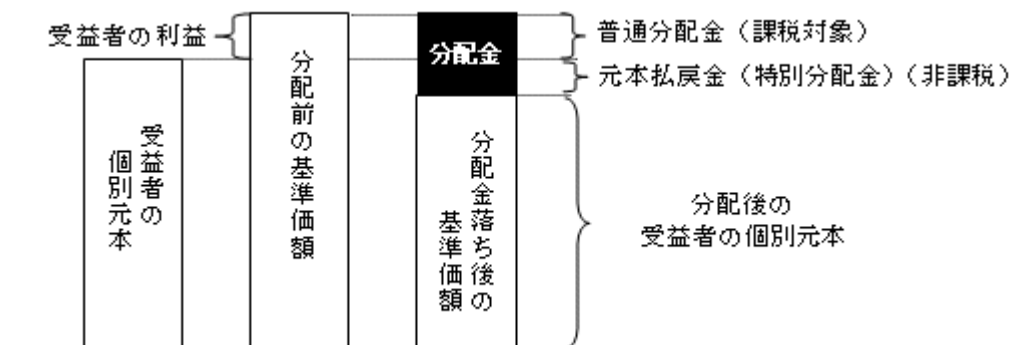 受益者の利益
受益者の
個別元本
分配前の基準価額
分配金
分配金落ち後の
基準価額
普通分配金（課税対象）
元本払戻金（特別分配金）（非課税）
分配後の
受益者の個別元本